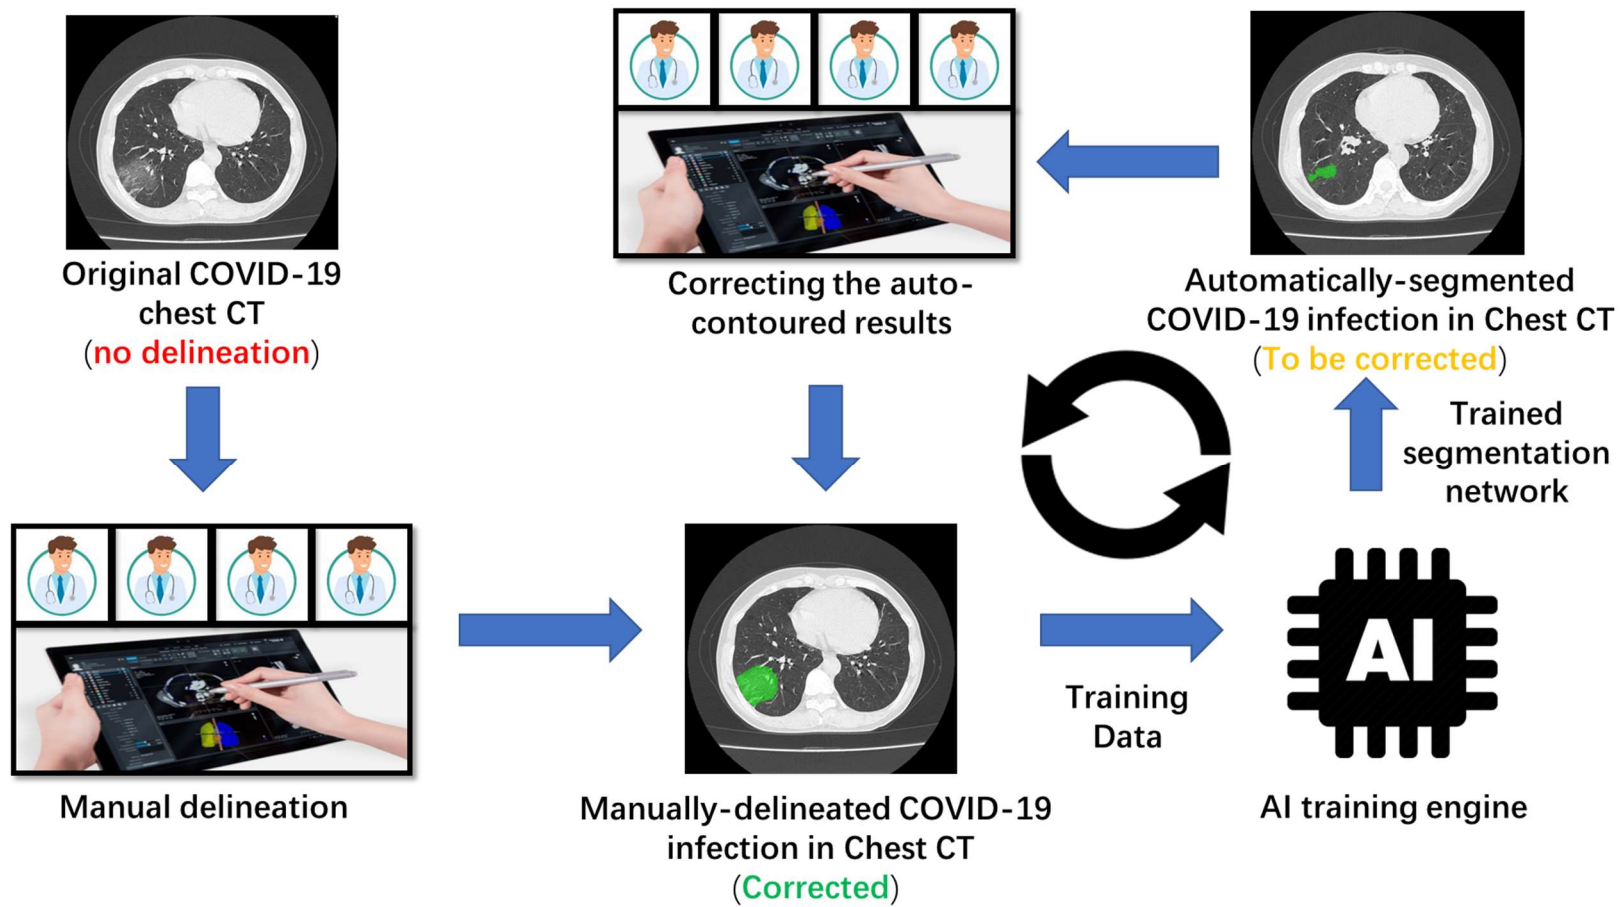 Original COVID-19
chest CT
(no delineation)
Manual delineation
Correcting the auto-
contoured results
Manually-delineated COVID-19
infection in Chest CT
(Corrected)
Training
Data
Automatically-segmented
COVID-19 infection in Chest CT
(To be corrected)
Trained
segmentation
network
AI
AI training engine